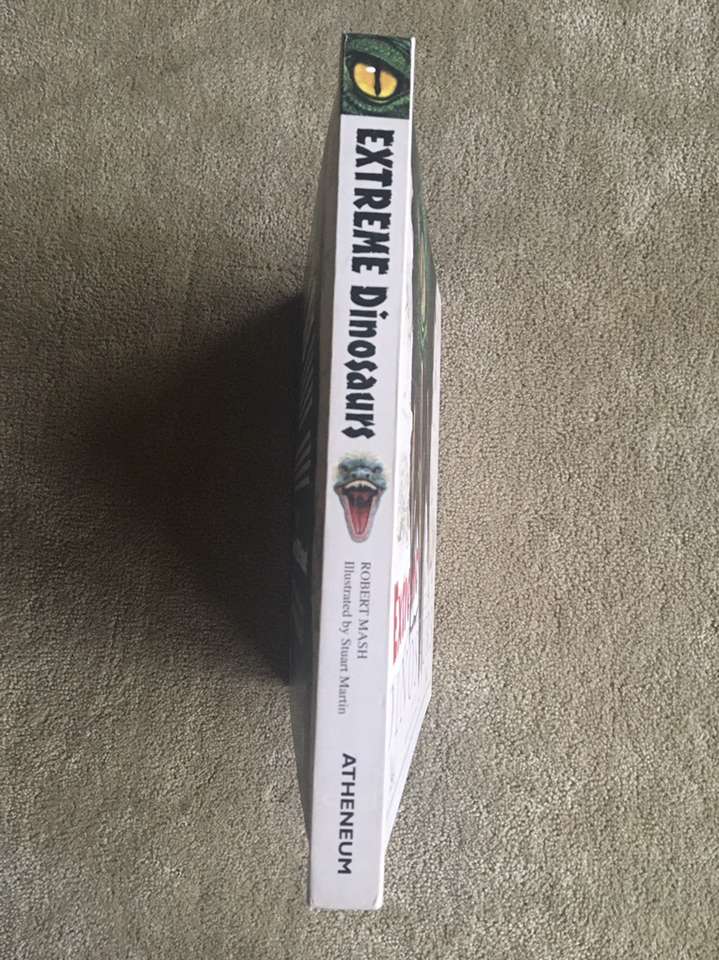 EXTREME Dinosaurs
ROBERT MASH
Illustrated by Stuart Martin
ATHENEUM